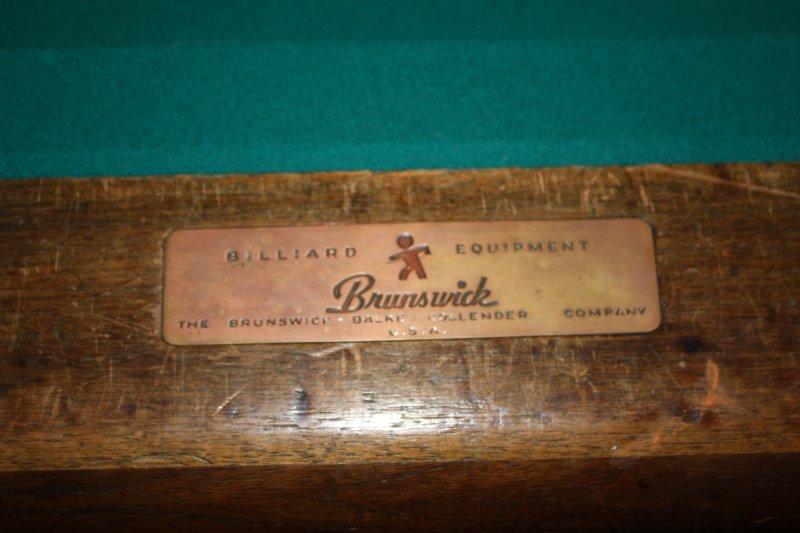 BILLIARD EQUIPMENT
Brunswick
THE BRUNSWICK - BALKE - COLLENDER COMPANY
U.S.A.